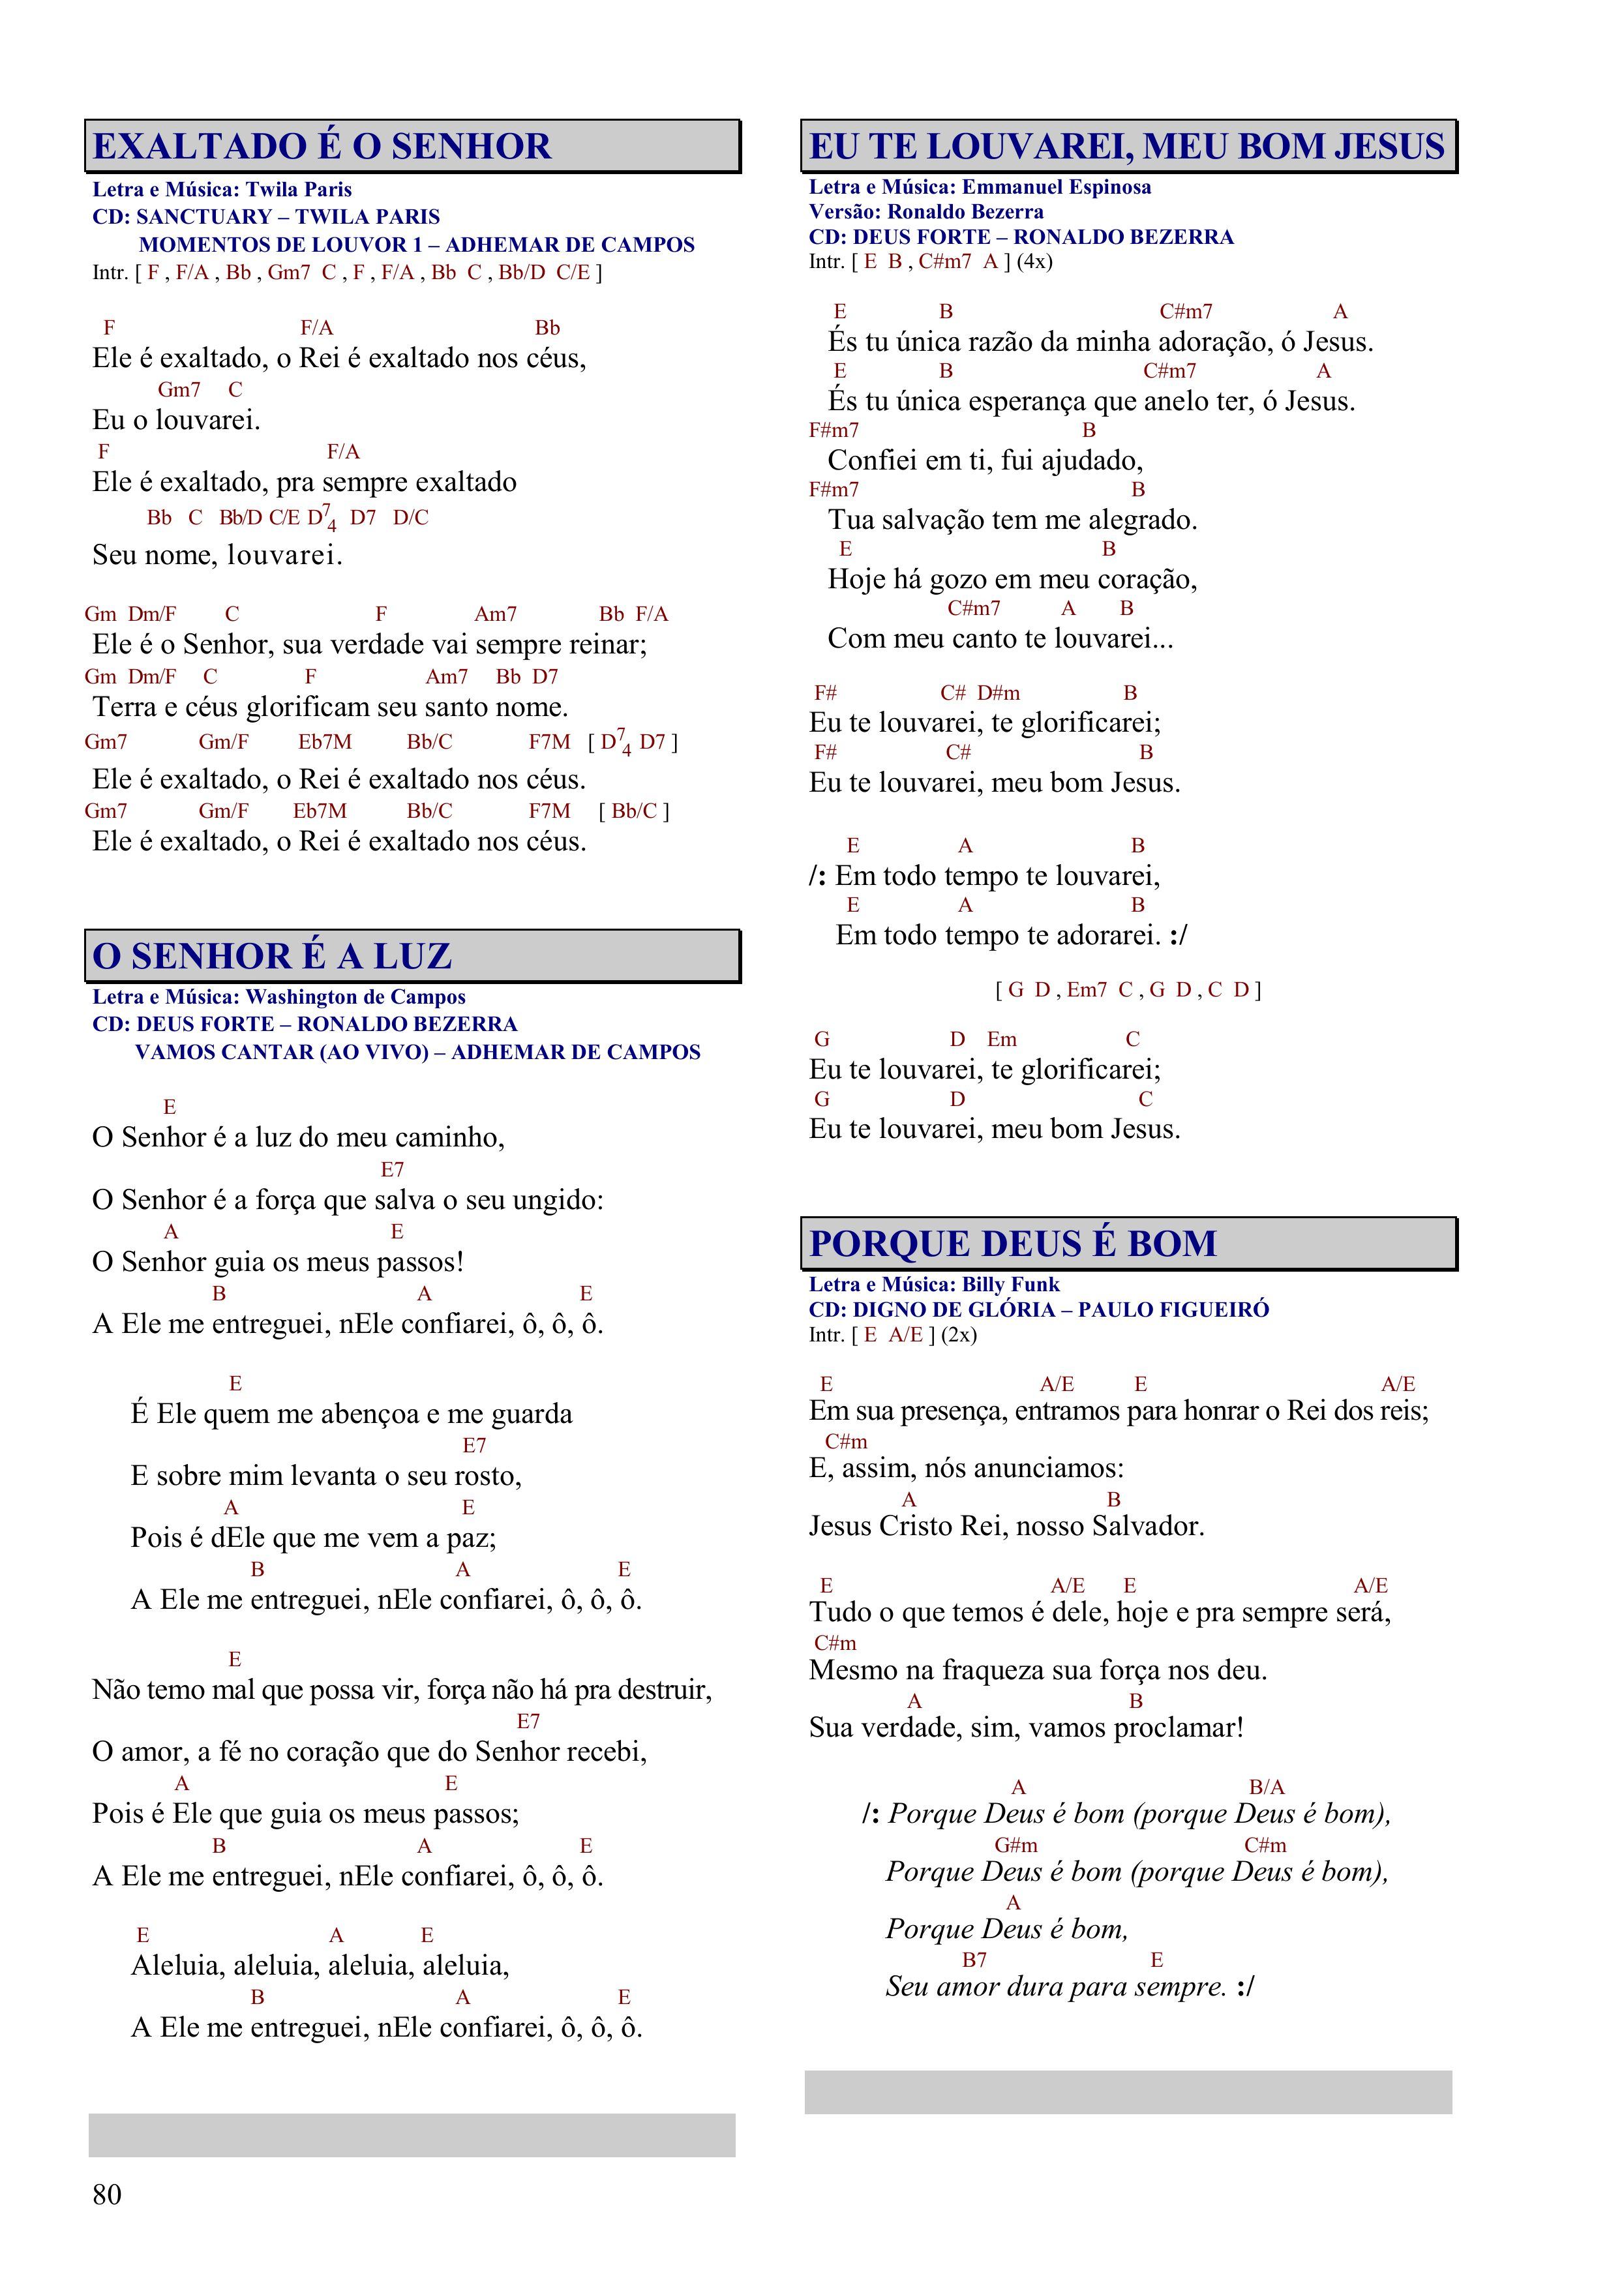 EXALTADO É O SENHOR
Letra e Música: Twila Paris
CD: SANCTUARY – TWILA PARIS
MOMENTOS DE LOUVOR 1 – ADHEMAR DE CAMPOS
Intr. [ F , F/A , Bb , Gm7 C , F , F/A , Bb C , Bb/D C/E ]
F F/A Bb
Ele é exaltado, o Rei é exaltado nos céus,
Gm7 C
Eu o louvarei.
F F/A
Ele é exaltado, pra sempre exaltado
Bb C Bb/D C/E D7 4 D7 D/C
Seu nome, louvarei.
Gm Dm/F C F Am7 Bb F/A
Ele é o Senhor, sua verdade vai sempre reinar;
Gm Dm/F C F Am7 Bb D7
Terra e céus glorificam seu santo nome.
Gm7 Gm/F Eb7M Bb/C F7M [ D7 4 D7 ]
Ele é exaltado, o Rei é exaltado nos céus.
Gm7 Gm/F Eb7M Bb/C F7M [ Bb/C ]
Ele é exaltado, o Rei é exaltado nos céus.
O SENHOR É A LUZ
Letra e Música: Washington de Campos
CD: DEUS FORTE – RONALDO BEZERRA
VAMOS CANTAR (AO VIVO) – ADHEMAR DE CAMPOS
E
O Senhor é a luz do meu caminho,
E7
O Senhor é a força que salva o seu ungido:
A E
O Senhor guia os meus passos!
B A E
A Ele me entreguei, nEle confiarei, ô, ô, ô.
E
É Ele quem me abençoa e me guarda
E7
E sobre mim levanta o seu rosto,
A E
Pois é dEle que me vem a paz;
B A E
A Ele me entreguei, nEle confiarei, ô, ô, ô.
E
Não temo mal que possa vir, força não há pra destruir,
E7
O amor, a fé no coração que do Senhor recebi,
A E
Pois é Ele que guia os meus passos;
B A E
A Ele me entreguei, nEle confiarei, ô, ô, ô.
E A E
Aleluia, aleluia, aleluia, aleluia,
B A E
A Ele me entreguei, nEle confiarei, ô, ô, ô.
80
EU TE LOUVAREI, MEU BOM JESUS
Letra e Música: Emmanuel Espinosa
Versão: Ronaldo Bezerra
CD: DEUS FORTE – RONALDO BEZERRA
Intr. [ E B , C#m7 A ] (4x)
E B C#m7 A
És tu única razão da minha adoração, ó Jesus.
E B C#m7 A
És tu única esperança que anelo ter, ó Jesus.
F#m7 B
Confiei em ti, fui ajudado,
F#m7 B
Tua salvação tem me alegrado.
E B
Hoje há gozo em meu coração,
C#m7 A B
Com meu canto te louvarei...
F# C# D#m B
Eu te louvarei, te glorificarei;
F# C# B
Eu te louvarei, meu bom Jesus.
E A B
/: Em todo tempo te louvarei,
E A B
Em todo tempo te adorarei. :/
[ G D , Em7 C , G D , C D ]
G D Em C
Eu te louvarei, te glorificarei;
G D C
Eu te louvarei, meu bom Jesus.
PORQUE DEUS É BOM
Letra e Música: Billy Funk
CD: DIGNO DE GLÓRIA – PAULO FIGUEIRÓ
Intr. [ E A/E ] (2x)
E A/E E A/E
Em sua presença, entramos para honrar o Rei dos reis;
C#m
E, assim, nós anunciamos:
A B
Jesus Cristo Rei, nosso Salvador.
E A/E E A/E
Tudo o que temos é dele, hoje e pra sempre será,
C#m
Mesmo na fraqueza sua força nos deu.
A B
Sua verdade, sim, vamos proclamar!
A B/A
/: Porque Deus é bom (porque Deus é bom),
G#m C#m
Porque Deus é bom (porque Deus é bom),
A
Porque Deus é bom,
B7 E
Seu amor dura para sempre. :/